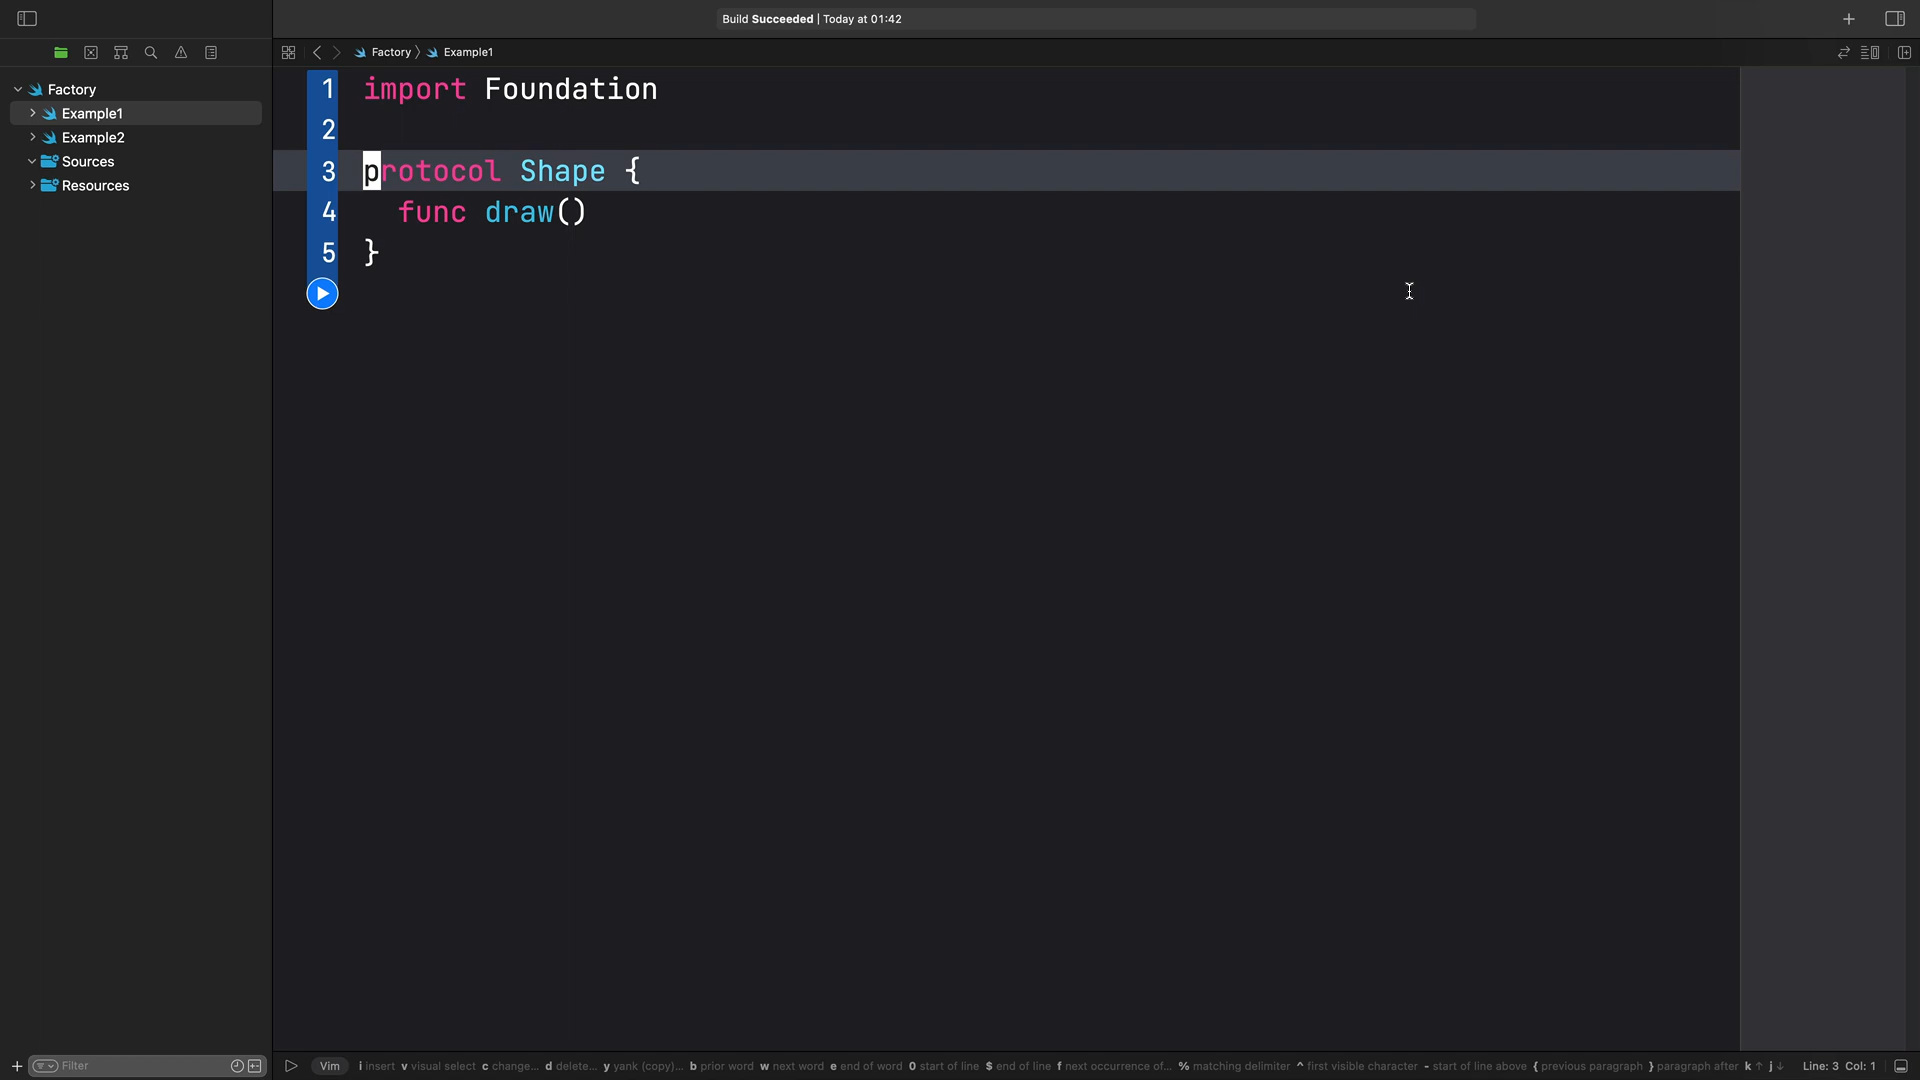 Build Succeeded | Today at 01:42
Factory
Example1
Example2
Sources
Resources
Factory
Example1
1 import Foundation
2
3 protocol Shape {
4 func draw()
5 }
Filter
Vim i insert v visual select c change... d delete... y yank (copy)... b prior word w next word e end of word 0 start of line $ end of line f next occurrence of... % matching delimiter ^ first visible character - start of line above { previous paragraph } paragraph after k ↑ j ↓ Line: 3 Col: 1